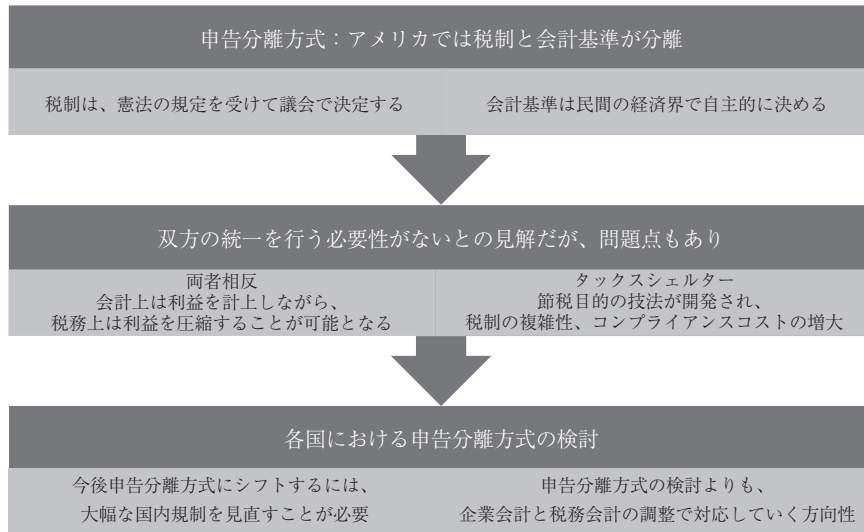 申告分離方式：アメリカでは税制と会計基準が分離
税制は、憲法の規定を受けて議会で決定する
会計基準は民間の経済界で自主的に決める
双方の統一を行う必要性がないとの見解だが、問題点もあり
両者相反
会計上は利益を計上しながら、
税務上は利益を圧縮することが可能となる
タックスシェルター
節税目的の技法が開発され、
税制の複雑性、コンプライアンスコストの増大
各国における申告分離方式の検討
今後申告分離方式にシフトするには、
大幅な国内規制を見直すことが必要
申告分離方式の検討よりも、
企業会計と税務会計の調整で対応していく方向性